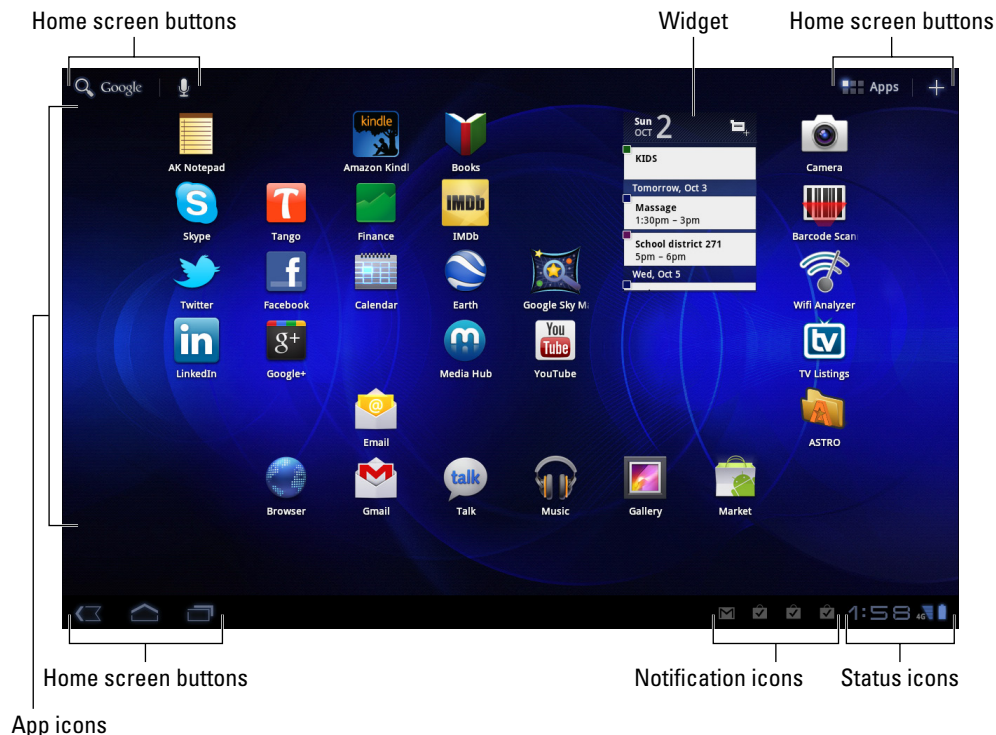 Home screen buttons
Widget
Home screen buttons
Google
Apps
kindle
Sun
OCT 2
KIDS
AK Notepad
Amazon Kindl
Books
Camera
Tomorrow, Oct 3
Massage
1:30pm – 3pm
S
T
IMDb
Skype
Tango
Finance
IMDb
Barcode Scan
School district 271
5pm – 6pm
Wed, Oct 5
f
Twitter
Facebook
Calendar
Earth
Google Sky M
Wifi Analyzer
in
g+
m
You
Tube
tv
LinkedIn
Google+
Media Hub
YouTube
TV Listings
@
A
Email
ASTRO
M
talk
Browser
Gmail
Talk
Music
Gallery
Market
M
1:58
4G
Home screen buttons
Notification icons
Status icons
App icons